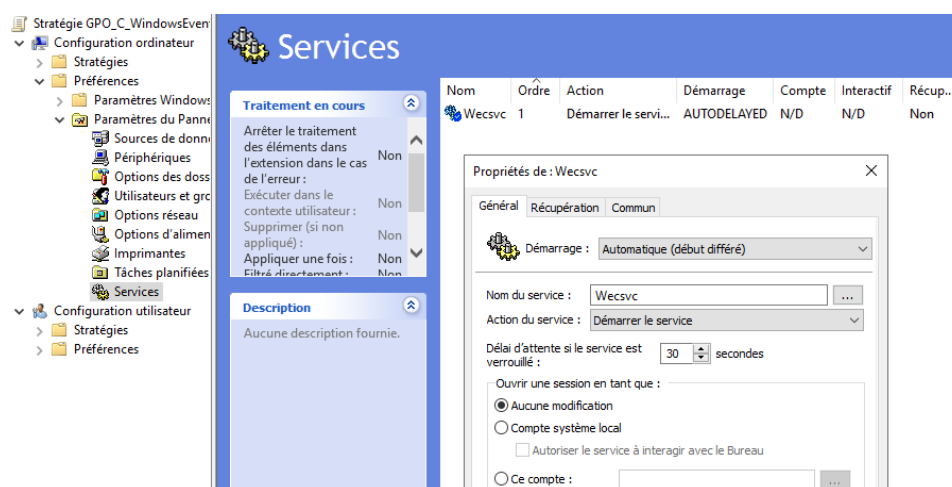 Stratégie GPO_C_WindowsEven
Configuration ordinateur
Stratégies
Préférences
Paramètres Windows
Paramètres du Panne
Sources de donné
Périphériques
Options des doss
Utilisateurs et gro
Options réseau
Options d'alimen
Imprimantes
Tâches planifiées
Services
Configuration utilisateur
Stratégies
Préférences
Services
Traitement en cours
Arrêter le traitement
des éléments dans
l'extension dans le cas
de l'erreur :
Non
Exécuter dans le
contexte utilisateur :
Non
Supprimer (si non
appliqué) :
Non
Appliquer une fois :
Non
Filtré directement :
Non
Description
Aucune description fournie.
Nom Ordre Action Démarrage Compte Interactif Récup...
Wecsvc 1 Démarrer le servi... AUTODELAYED N/D N/D Non
Propriétés de : Wecsvc
Général Récupération Commun
Démarrage : Automatique (début différé)
Nom du service : Wecsvc ...
Action du service : Démarrer le service
Délai d'attente si le service est
verrouillé :
30 secondes
Ouvrir une session en tant que :
Aucune modification
Compte système local
Autoriser le service à interagir avec le Bureau
Ce compte : ...